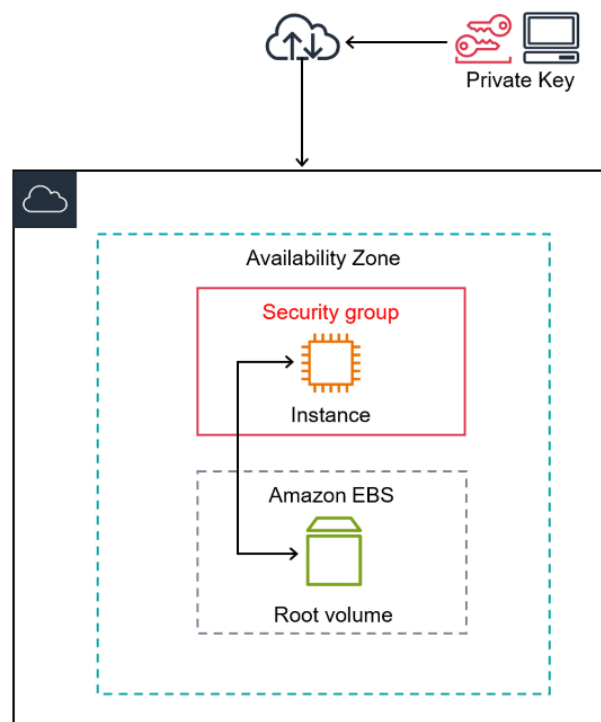 Private Key
Availability Zone
Security group
Instance
Amazon EBS
Root volume